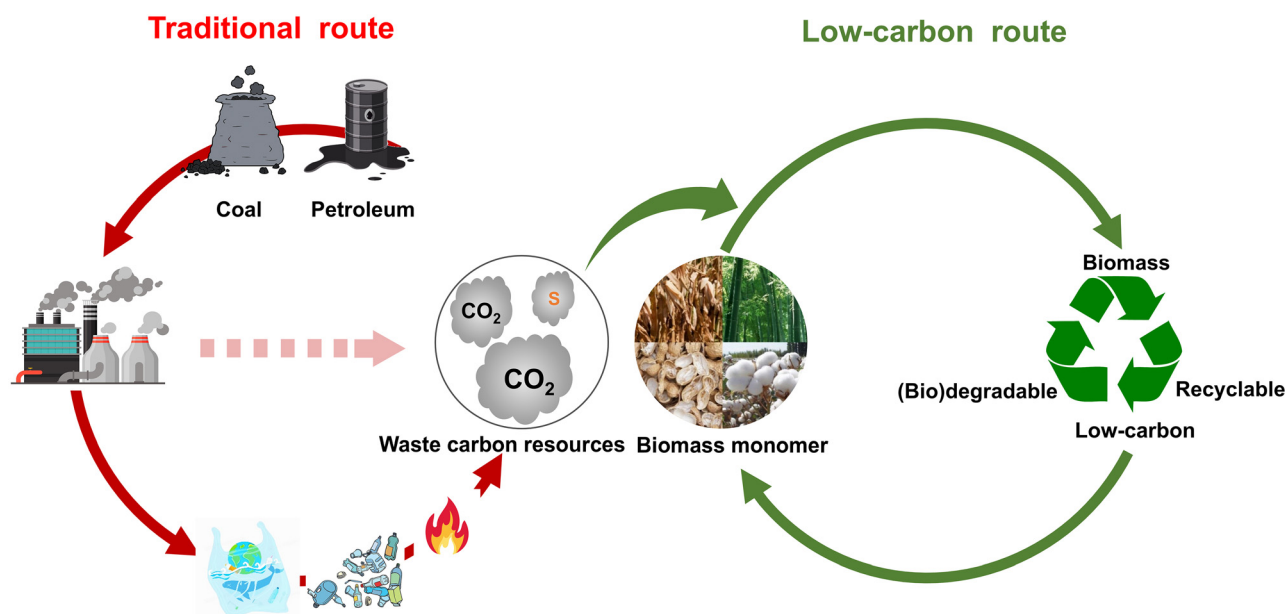 Traditional route
Low-carbon route
Coal
Petroleum
CO₂
S
CO₂
Waste carbon resources
Biomass monomer
Biomass
(Bio)degradable
Recyclable
Low-carbon